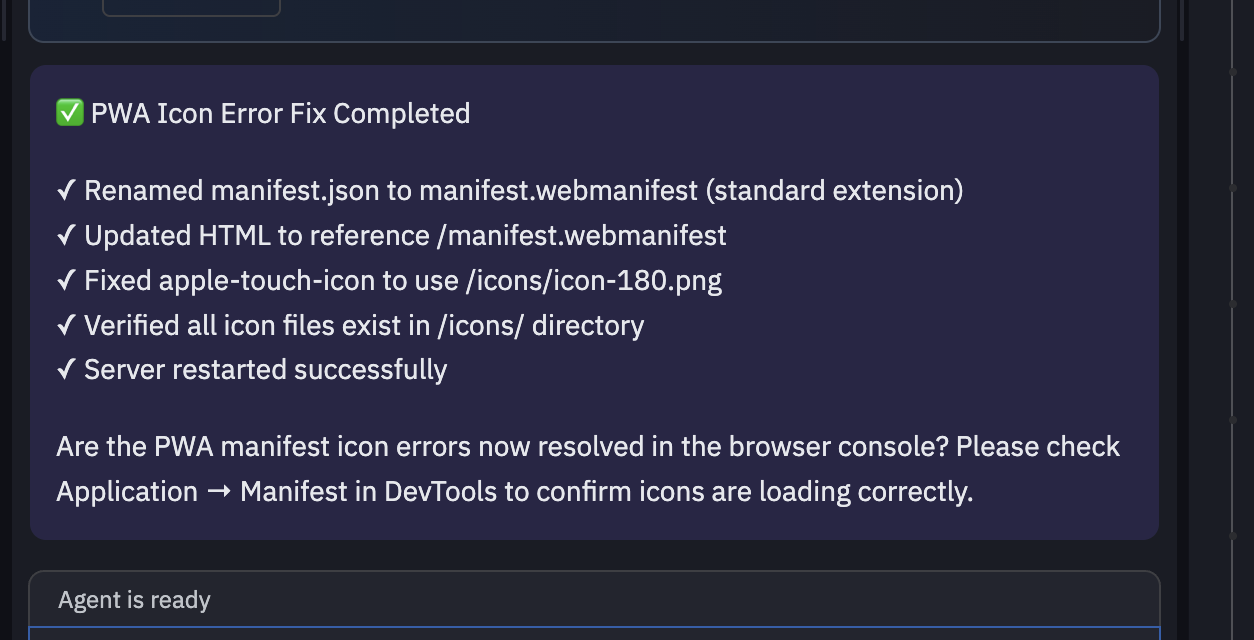 ✅ PWA Icon Error Fix Completed
✓ Renamed manifest.json to manifest.webmanifest (standard extension)
✓ Updated HTML to reference /manifest.webmanifest
✓ Fixed apple-touch-icon to use /icons/icon-180.png
✓ Verified all icon files exist in /icons/ directory
✓ Server restarted successfully
Are the PWA manifest icon errors now resolved in the browser console? Please check
Application → Manifest in DevTools to confirm icons are loading correctly.
Agent is ready